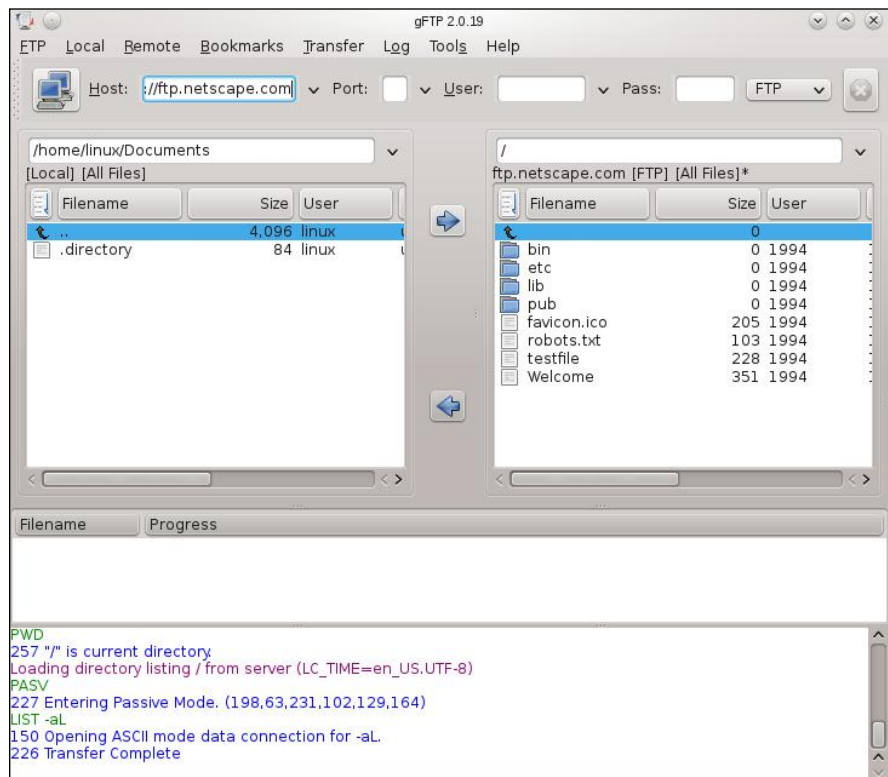 gFTP 2.0.19
FTP Local Remote Bookmarks Transfer Log Tools Help
Host: ://ftp.netscape.com Port: User: Pass: FTP
/home/linux/Documents
[Local] [All Files]
Filename Size User
.. 4,096 linux
.directory 84 linux
/
ftp.netscape.com [FTP] [All Files]*
Filename Size User
0
bin 0 1994
etc 0 1994
lib 0 1994
pub 0 1994
favicon.ico 205 1994
robots.txt 103 1994
testfile 228 1994
Welcome 351 1994
Filename Progress
PWD
257 "/" is current directory.
Loading directory listing / from server (LC_TIME=en_US.UTF-8)
PASV
227 Entering Passive Mode. (198,63,231,102,129,164)
LIST -aL
150 Opening ASCII mode data connection for -aL.
226 Transfer Complete